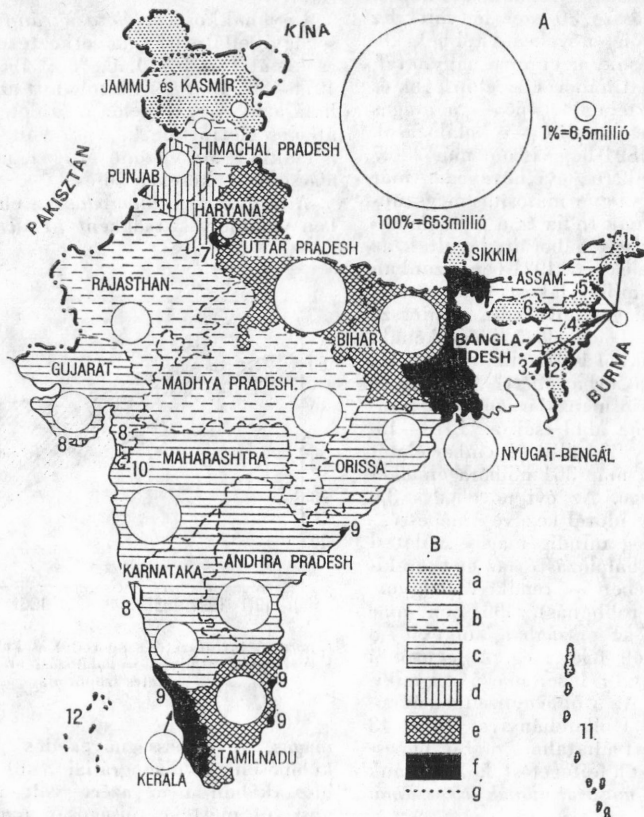 KÍNA
A
JAMMU és KASMÍR
1%=6,5millió
HIMACHAL PRADESH
PUNJAB
PAKISZTÁN
HARYANA
100%=653millió
7
UTTAR PRADESH
SIKKIM
1
ASSAM
RAJASTHAN
5
6
4
BIHAR
BANGLA-
DESH
3
2
BURMA
GUJARAT
MADHYA PRADESH
8
8
10
MAHARASHTRA
ORISSA
NYUGAT-BENGÁL
9
ANDHRA PRADESH
B
KARNATAKA
a
8
b
c
d
9
9
12
e
11
9
TAMILNADU
f
KERALA
g